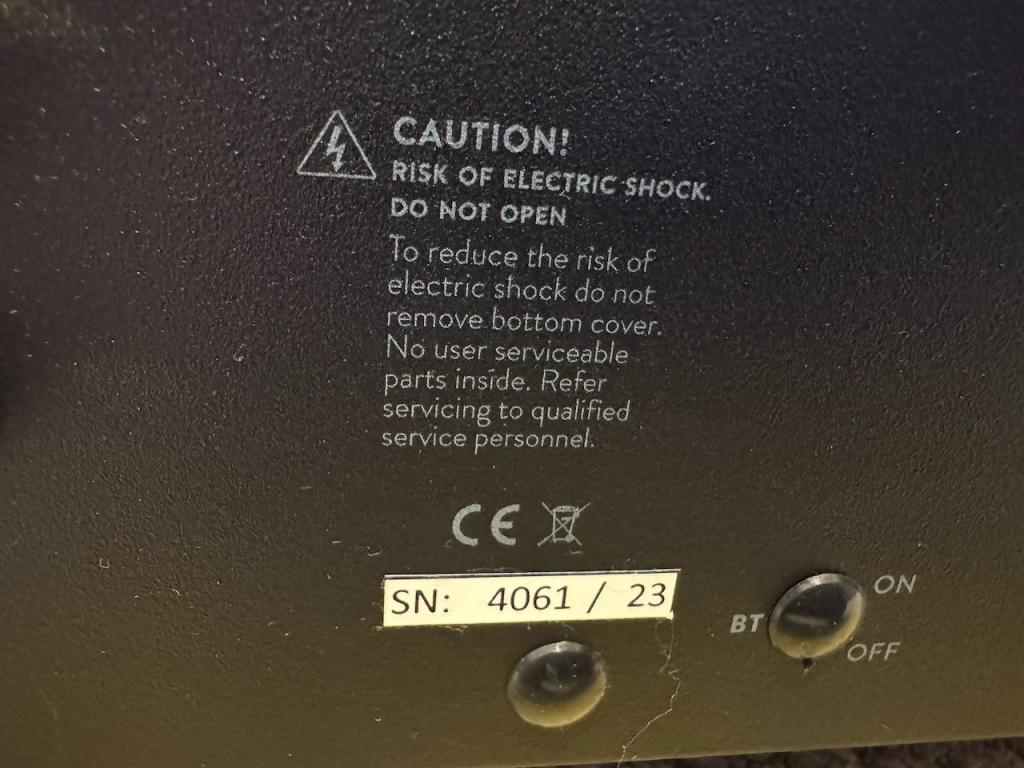 CAUTION!
RISK OF ELECTRIC SHOCK.
DO NOT OPEN
To reduce the risk of
electric shock do not
remove bottom cover.
No user serviceable
parts inside. Refer
servicing to qualified
service personnel.
CE
SN: 4061 / 23
ON
BT
OFF